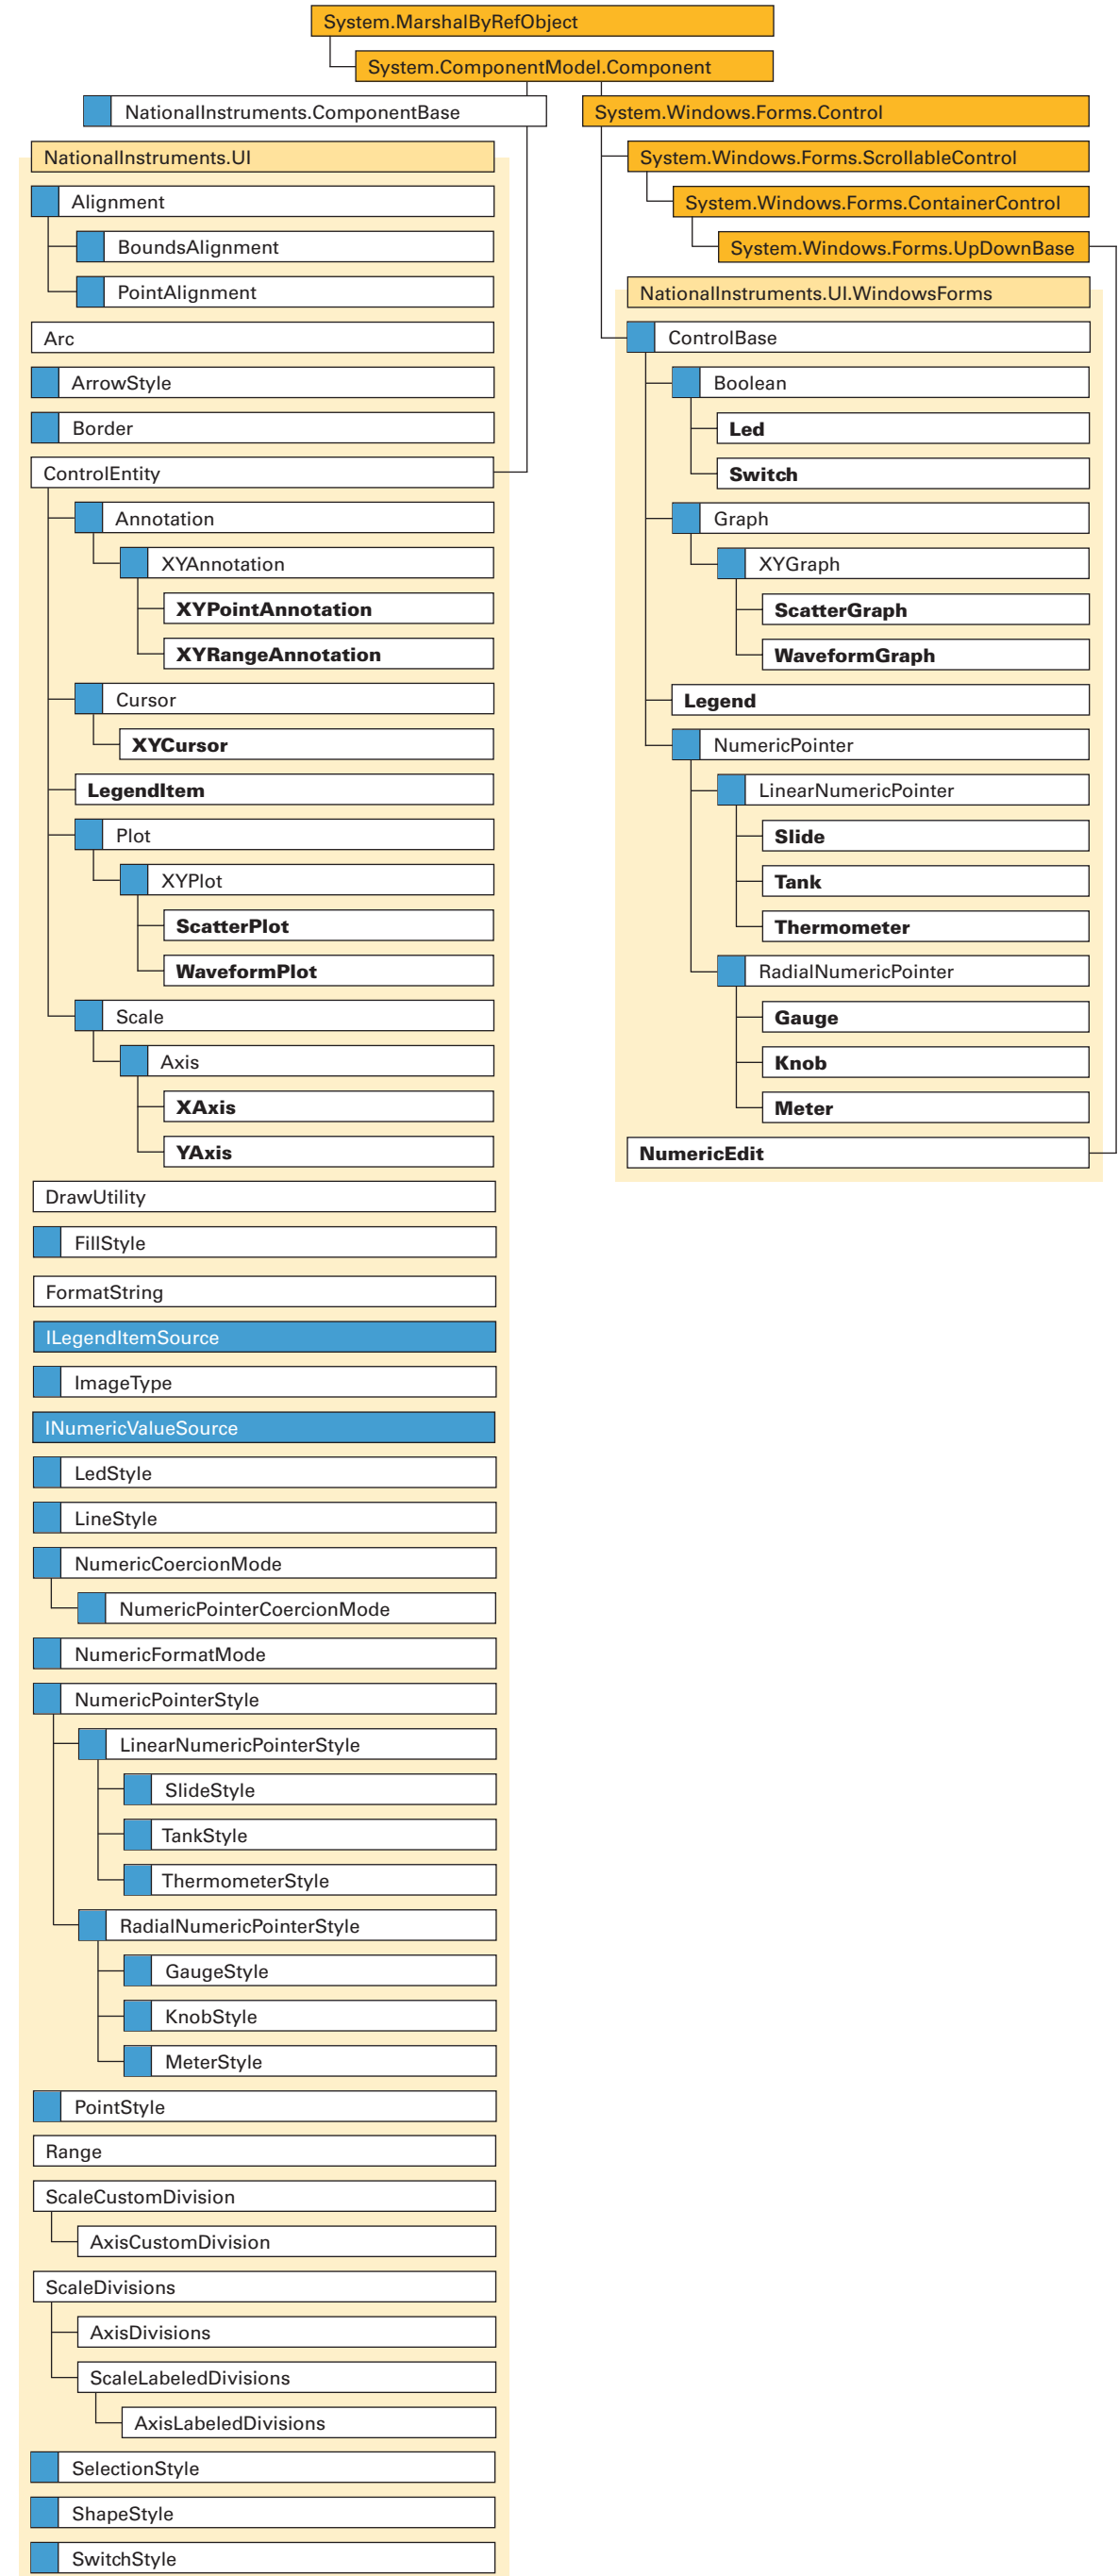 System.MarshalByRefObject
System.ComponentModel.Component
NationalInstruments.ComponentBase
System.Windows.Forms.Control
NationalInstruments.UI
Alignment
BoundsAlignment
PointAlignment
Arc
ArrowStyle
Border
ControlEntity
Annotation
XYAnnotation
XYPointAnnotation
XYRangeAnnotation
Cursor
XYCursor
LegendItem
Plot
XYPlot
ScatterPlot
WaveformPlot
Scale
Axis
XAxis
YAxis
DrawUtility
FillStyle
FormatString
ILegendItemSource
ImageType
INumericValueSource
LedStyle
LineStyle
NumericCoercionMode
NumericPointerCoercionMode
NumericFormatMode
NumericPointerStyle
LinearNumericPointerStyle
SlideStyle
TankStyle
ThermometerStyle
RadialNumericPointerStyle
GaugeStyle
KnobStyle
MeterStyle
PointStyle
Range
ScaleCustomDivision
AxisCustomDivision
ScaleDivisions
AxisDivisions
ScaleLabeledDivisions
AxisLabeledDivisions
SelectionStyle
ShapeStyle
SwitchStyle
System.Windows.Forms.ScrollableControl
System.Windows.Forms.ContainerControl
System.Windows.Forms.UpDownBase
NationalInstruments.UI.WindowsForms
ControlBase
Boolean
Led
Switch
Graph
XYGraph
ScatterGraph
WaveformGraph
Legend
NumericPointer
LinearNumericPointer
Slide
Tank
Thermometer
RadialNumericPointer
Gauge
Knob
Meter
NumericEdit